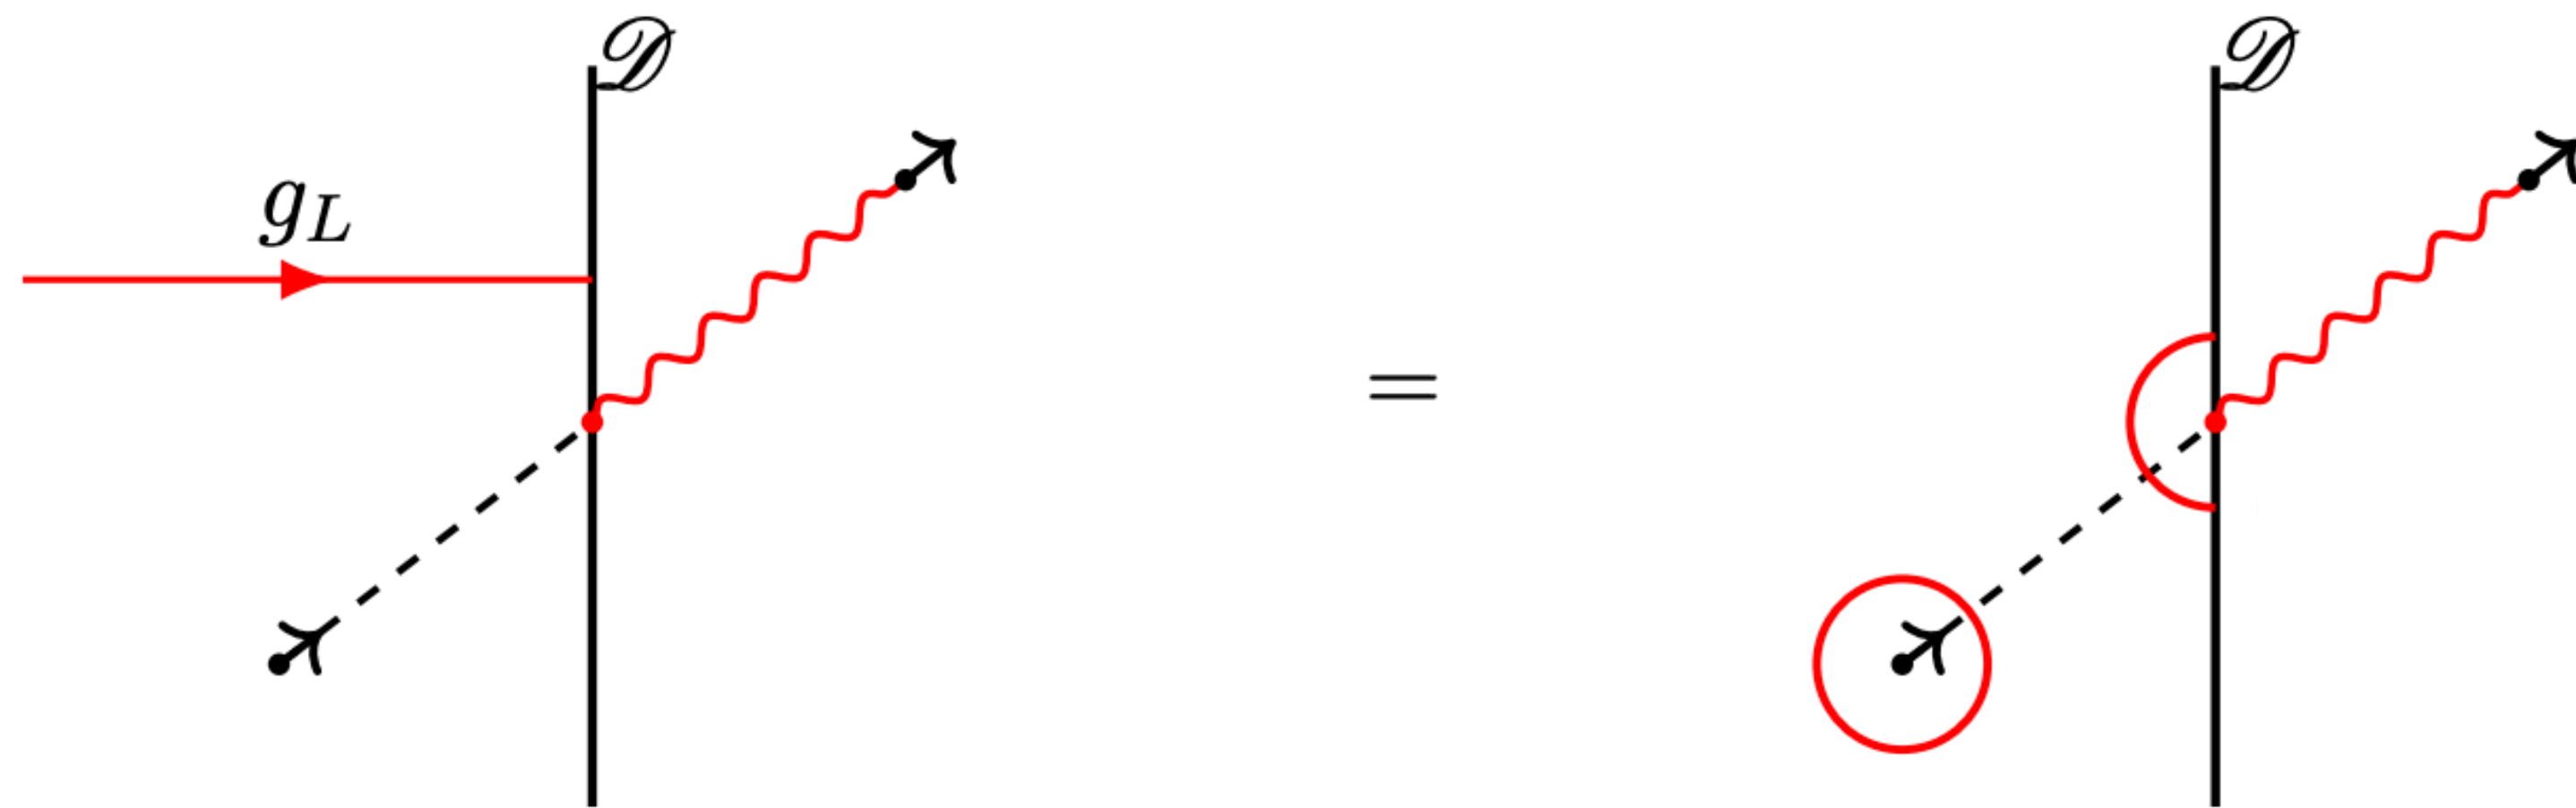 𝒟
g_L
=
𝒟